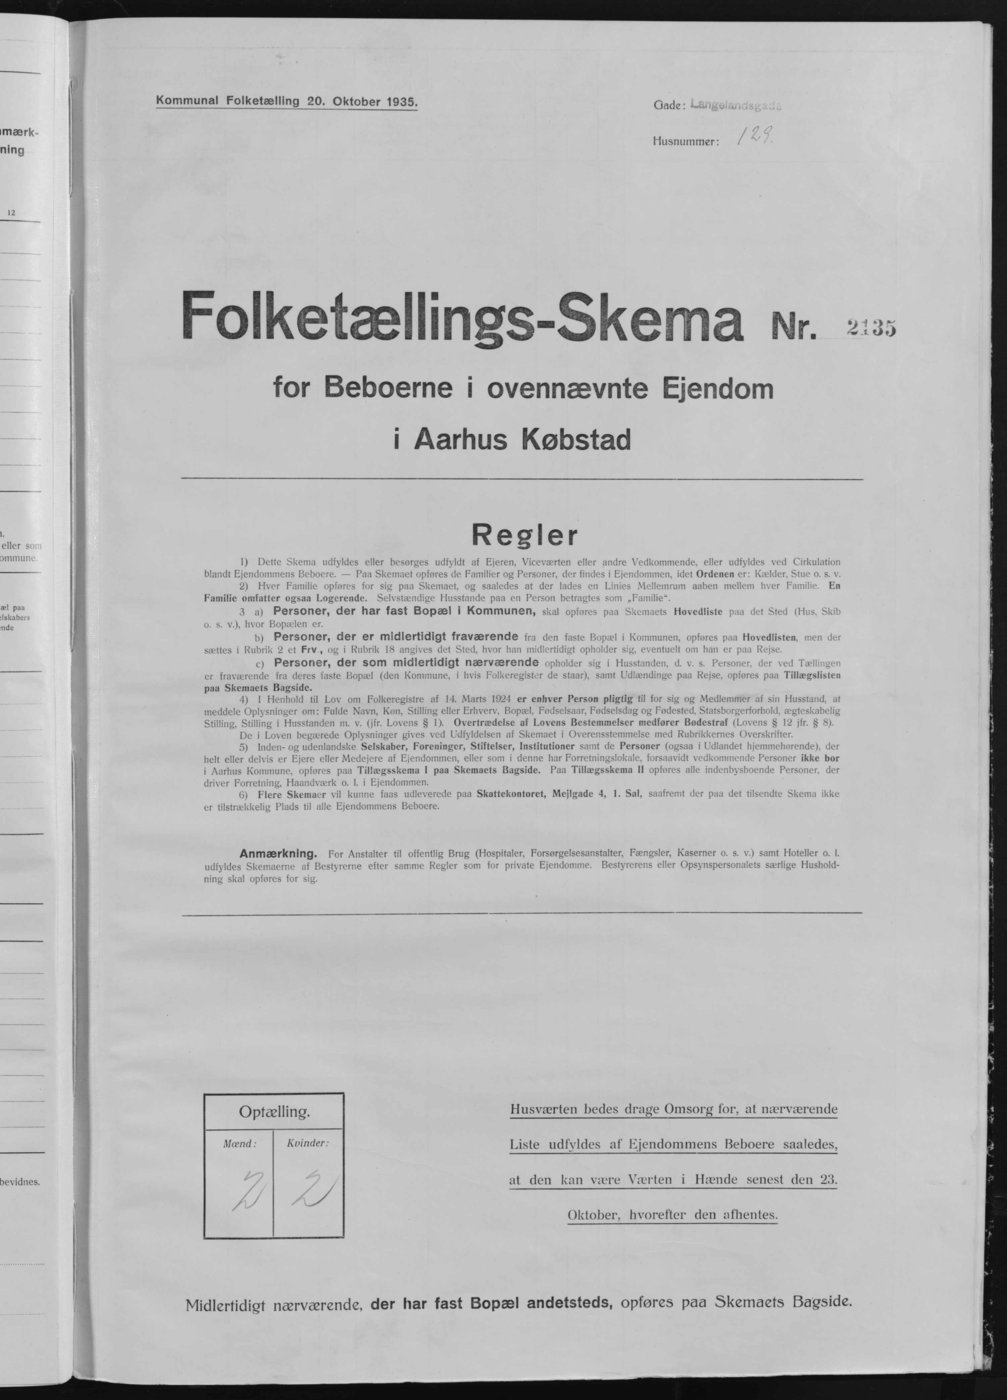 mærk-
ning
12
eller som
ommune.
æl paa
elskabers
nde
bevidnes.
Kommunal Folketælling 20. Oktober 1935.
Gade: Langelandsgade
Husnummer: 129.
Folketællings-Skema Nr. 2135
for Beboerne i ovennævnte Ejendom
i Aarhus Købstad
Regler
1) Dette Skema udfyldes eller besørges udfyldt af Ejeren, Viceværten eller andre Vedkommende, eller udfyldes ved Cirkulation
blandt Ejendommens Beboere. — Paa Skemaet opføres de Familier og Personer, der findes i Ejendommen, idet Ordenen er: Kælder, Stue o. s. v.
2) Hver Familie opføres for sig paa Skemaet, og saaledes at der lades en Linies Mellemrum aaben mellem hver Familie. En
Familie omfatter ogsaa Logerende. Selvstændige Husstande paa en Person betragtes som „Familie“.
3 a) Personer, der har fast Bopæl i Kommunen, skal opføres paa Skemaets Hovedliste paa det Sted (Hus, Skib
o. s. v.), hvor Bopælen er.
b) Personer, der er midlertidigt fraværende fra den faste Bopæl i Kommunen, opføres paa Hovedlisten, men der
sættes i Rubrik 2 et Frv., og i Rubrik 18 angives det Sted, hvor han midlertidigt opholder sig, eventuelt om han er paa Rejse.
c) Personer, der som midlertidigt nærværende opholder sig i Husstanden, d. v. s. Personer, der ved Tællingen
er fraværende fra deres faste Bopæl (den Kommune, i hvis Folkeregister de staar), samt Udlændinge paa Rejse, opføres paa Tillægslisten
paa Skemaets Bagside.
4) I Henhold til Lov om Folkeregistre af 14. Marts 1924 er enhver Person pligtig til for sig og Medlemmer af sin Husstand, at
meddele Oplysninger om: Fulde Navn, Køn, Stilling eller Erhverv, Bopæl, Fødselsaar, Fødselsdag og Fødested, Statsborgerforhold, ægteskabelig
Stilling, Stilling i Husstanden m. v. (jfr. Lovens § 1). Overtrædelse af Lovens Bestemmelser medfører Bødestraf (Lovens § 12 jfr. § 8).
De i Loven begærede Oplysninger gives ved Udfyldelsen af Skemaet i Overensstemmelse med Rubrikkernes Overskrifter.
5) Inden- og udenlandske Selskaber, Foreninger, Stiftelser, Institutioner samt de Personer (ogsaa i Udlandet hjemmehørende), der
helt eller delvis er Ejere eller Medejere af Ejendommen, eller som i denne har Forretningslokale, forsaavidt vedkommende Personer ikke bor
i Aarhus Kommune, opføres paa Tillægsskema I paa Skemaets Bagside. Paa Tillægsskema II opføres alle indenbysboende Personer, der
driver Forretning, Haandværk o. l. i Ejendommen.
6) Flere Skemaer vil kunne faas udleverede paa Skattekontoret, Mejlgade 4, 1. Sal, saafremt der paa det tilsendte Skema ikke
er tilstrækkelig Plads til alle Ejendommens Beboere.
Anmærkning. For Anstalter til offentlig Brug (Hospitaler, Forsørgelsesanstalter, Fængsler, Kaserner o. s. v.) samt Hoteller o. l.
udfyldes Skemaerne af Bestyrerne efter samme Regler som for private Ejendomme. Bestyrerens eller Opsynspersonalets særlige Hushold-
ning skal opføres for sig.
Optælling.
Mænd: Kvinder:
2 2
Husværten bedes drage Omsorg for, at nærværende
Liste udfyldes af Ejendommens Beboere saaledes,
at den kan være Værten i Hænde senest den 23.
Oktober, hvorefter den afhentes.
Midlertidigt nærværende, der har fast Bopæl andetsteds, opføres paa Skemaets Bagside.